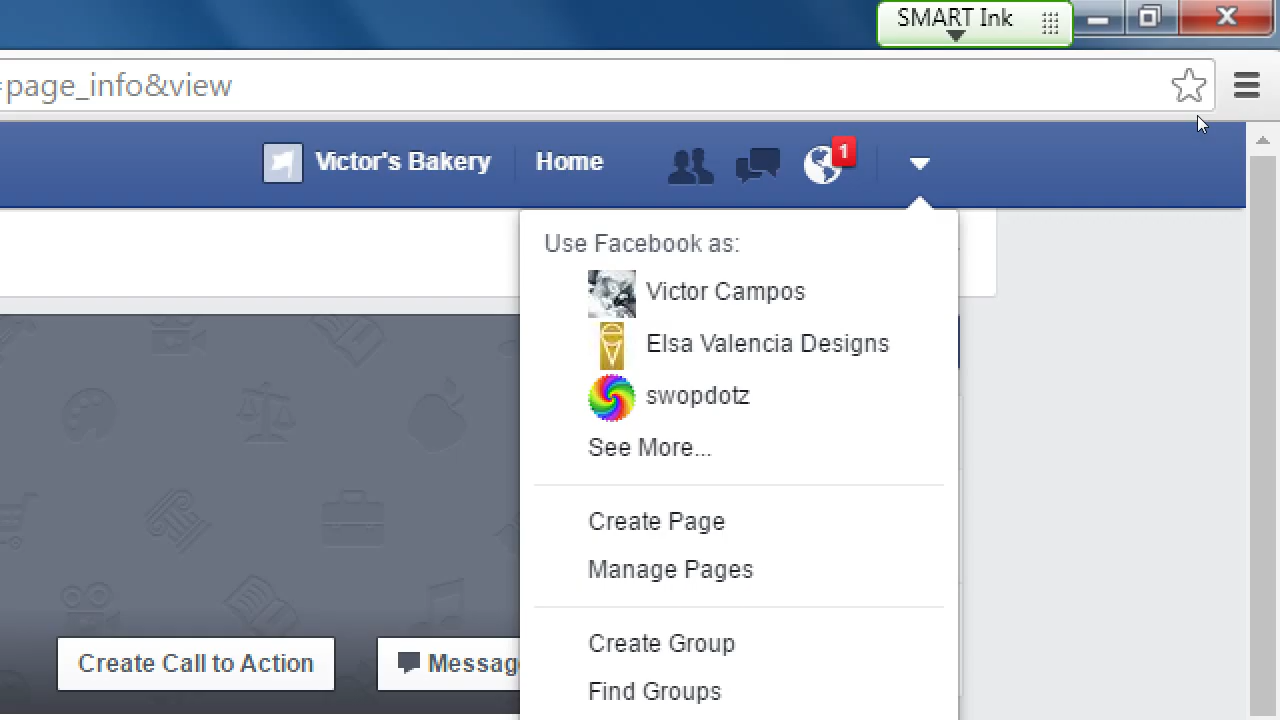 SMART Ink
=page_info&view
Victor's Bakery
Home
1
Use Facebook as:
Victor Campos
Elsa Valencia Designs
swopdotz
See More...
Create Page
Manage Pages
Create Group
Find Groups
Create Call to Action
Messag